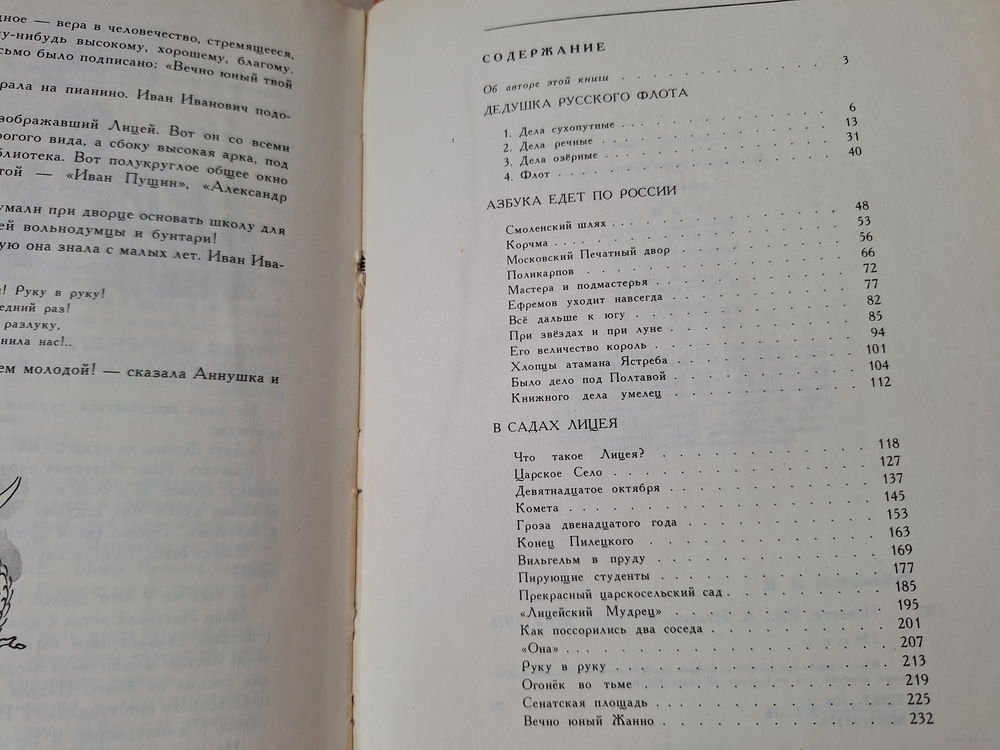 дное — вера в человечество, стремящееся,
у-нибудь высокому, хорошему, благому.
сьмо было подписано: «Вечно юный твой
рала на пианино. Иван Иванович подо-
зображавший Лицей. Вот он со всеми
рогого вида, а сбоку высокая арка, под
блиотека. Вот полукруглое общее окно
той — «Иван Пущин», «Александр
умали при дворце основать школу для
ей вольнодумцы и бунтари!
ую она знала с малых лет. Иван Ива-
! Руку в руку!
едний раз!
разлуку,
нила нас!..
ем молодой! — сказала Аннушка и
СОДЕРЖАНИЕ
Об авторе этой книги . . . . . . . . . . 3
ДЕДУШКА РУССКОГО ФЛОТА
1. Дела сухопутные . . . . . . . . . . 6
2. Дела речные . . . . . . . . . . 13
3. Дела озёрные . . . . . . . . . . 31
4. Флот . . . . . . . . . . 40
АЗБУКА ЕДЕТ ПО РОССИИ
Смоленский шлях . . . . . . . . . . 48
Корчма . . . . . . . . . . 53
Московский Печатный двор . . . . . . . . . . 56
Поликарпов . . . . . . . . . . 66
Мастера и подмастерья . . . . . . . . . . 72
Ефремов уходит навсегда . . . . . . . . . . 77
Всё дальше к югу . . . . . . . . . . 82
При звёздах и при луне . . . . . . . . . . 85
Его величество король . . . . . . . . . . 94
Хлопцы атамана Ястреба . . . . . . . . . . 101
Было дело под Полтавой . . . . . . . . . . 104
Книжного дела умелец . . . . . . . . . . 112
В САДАХ ЛИЦЕЯ
Что такое Лицея? . . . . . . . . . . 118
Царское Село . . . . . . . . . . 127
Девятнадцатое октября . . . . . . . . . . 137
Комета . . . . . . . . . . 145
Гроза двенадцатого года . . . . . . . . . . 153
Конец Пилецкого . . . . . . . . . . 163
Вильгельм в пруду . . . . . . . . . . 169
Пирующие студенты . . . . . . . . . . 177
Прекрасный царскосельский сад . . . . . . . . . . 185
«Лицейский Мудрец» . . . . . . . . . . 195
Как поссорились два соседа . . . . . . . . . . 201
«Она» . . . . . . . . . . 207
Руку в руку . . . . . . . . . . 213
Огонёк во тьме . . . . . . . . . . 219
Сенатская площадь . . . . . . . . . . 225
Вечно юный Жанно . . . . . . . . . . 232